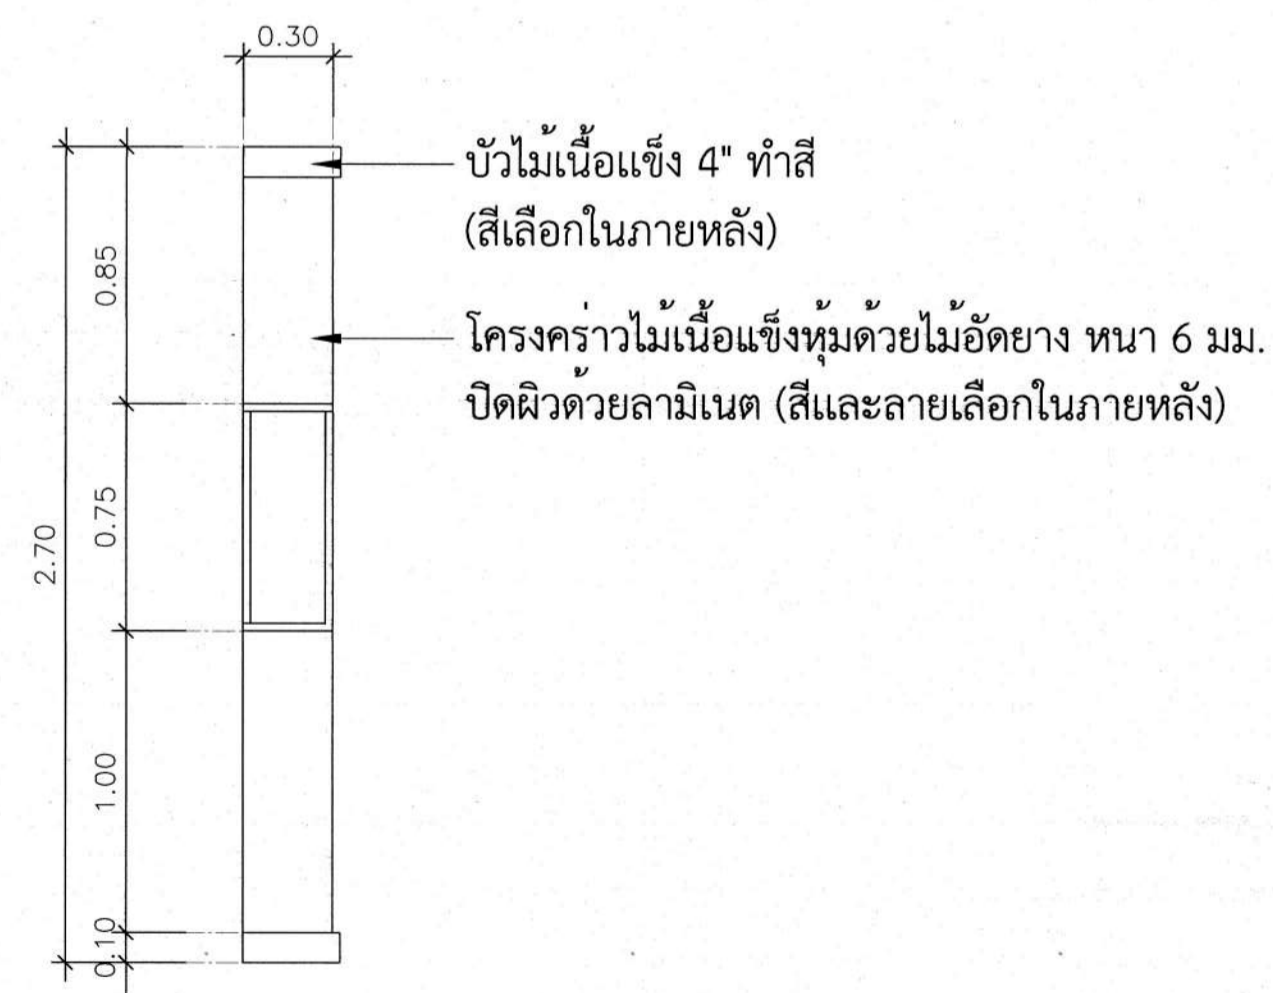 0.30
บัวไม้เนื้อแข็ง 4" ทำสี
(สีเลือกในภายหลัง)
0.85
โครงคร่าวไม้เนื้อแข็งหุ้มด้วยไม้อัดยาง หนา 6 มม.
ปิดผิวด้วยลามิเนต (สีและลายเลือกในภายหลัง)
0.75
2.70
1.00
0.10